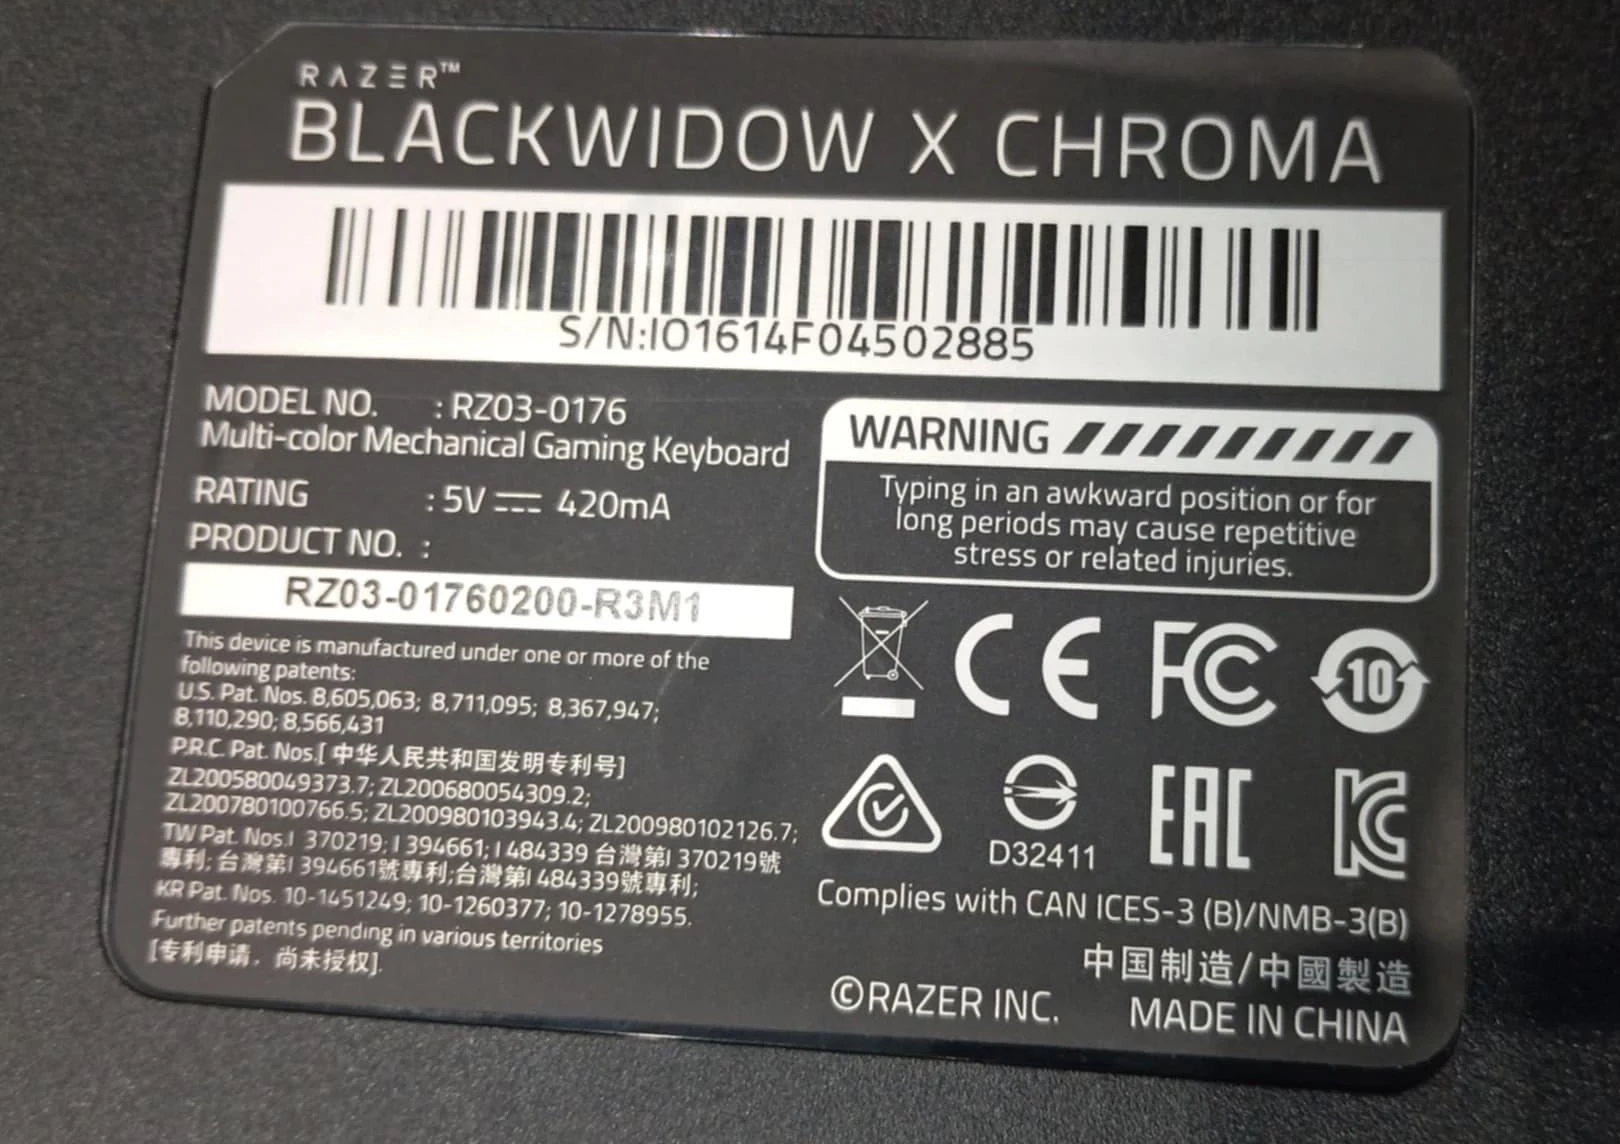 RAZER™
BLACKWIDOW X CHROMA
S/N:IO1614F04502885
MODEL NO. : RZ03-0176
Multi-color Mechanical Gaming Keyboard
RATING : 5V ⎓ 420mA
PRODUCT NO. :
RZ03-01760200-R3M1
This device is manufactured under one or more of the
following patents:
U.S. Pat. Nos. 8,605,063; 8,711,095; 8,367,947;
8,110,290; 8,566,431
P.R.C. Pat. Nos.[ 中华人民共和国发明专利号]
ZL200580049373.7; ZL200680054309.2;
ZL200780100766.5; ZL200980103943.4; ZL200980102126.7;
TW Pat. Nos.I 370219; I 394661; I 484339 台灣第I 370219號
專利; 台灣第I 394661號專利;台灣第I 484339號專利;
KR Pat. Nos. 10-1451249; 10-1260377; 10-1278955.
Further patents pending in various territories
[专利申请，尚未授权].
WARNING
Typing in an awkward position or for
long periods may cause repetitive
stress or related injuries.
CE FC 10
D32411 EAC KC
Complies with CAN ICES-3 (B)/NMB-3(B)
中国制造/中國製造
©RAZER INC. MADE IN CHINA